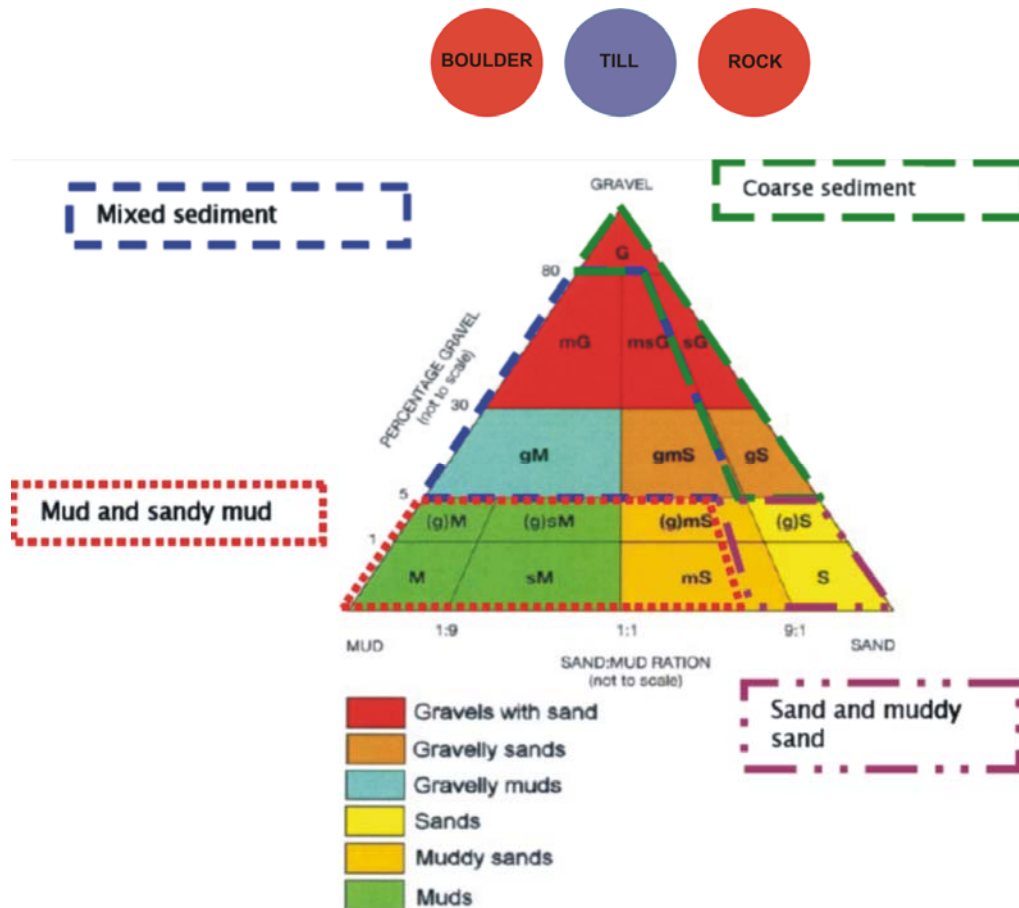 BOULDER TILL ROCK
Mixed sediment
GRAVEL
Coarse sediment
G
80
mG msG sG
PERCENTAGE GRAVEL
(not to scale)
30
gM gmS gS
5
Mud and sandy mud
(g)M (g)sM (g)mS (g)S
1
M sM mS S
1:9 1:1 9:1
MUD SAND
SAND:MUD RATION
(not to scale)
Gravels with sand
Gravelly sands
Gravelly muds
Sands
Muddy sands
Muds
Sand and muddy
sand